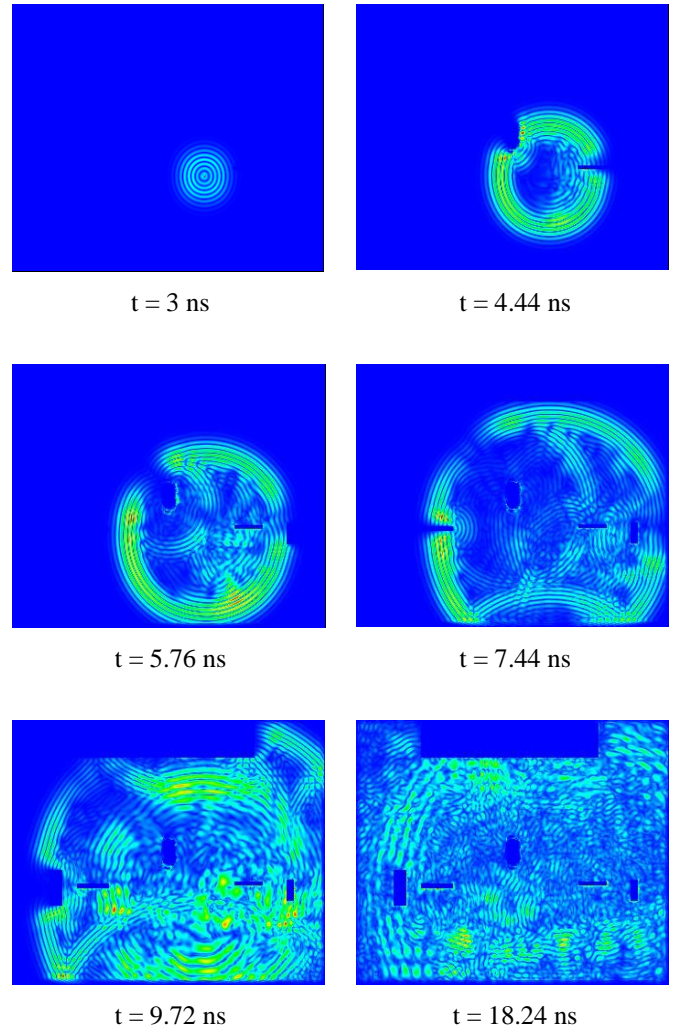 t = 3 ns
t = 4.44 ns
t = 5.76 ns
t = 7.44 ns
t = 9.72 ns
t = 18.24 ns